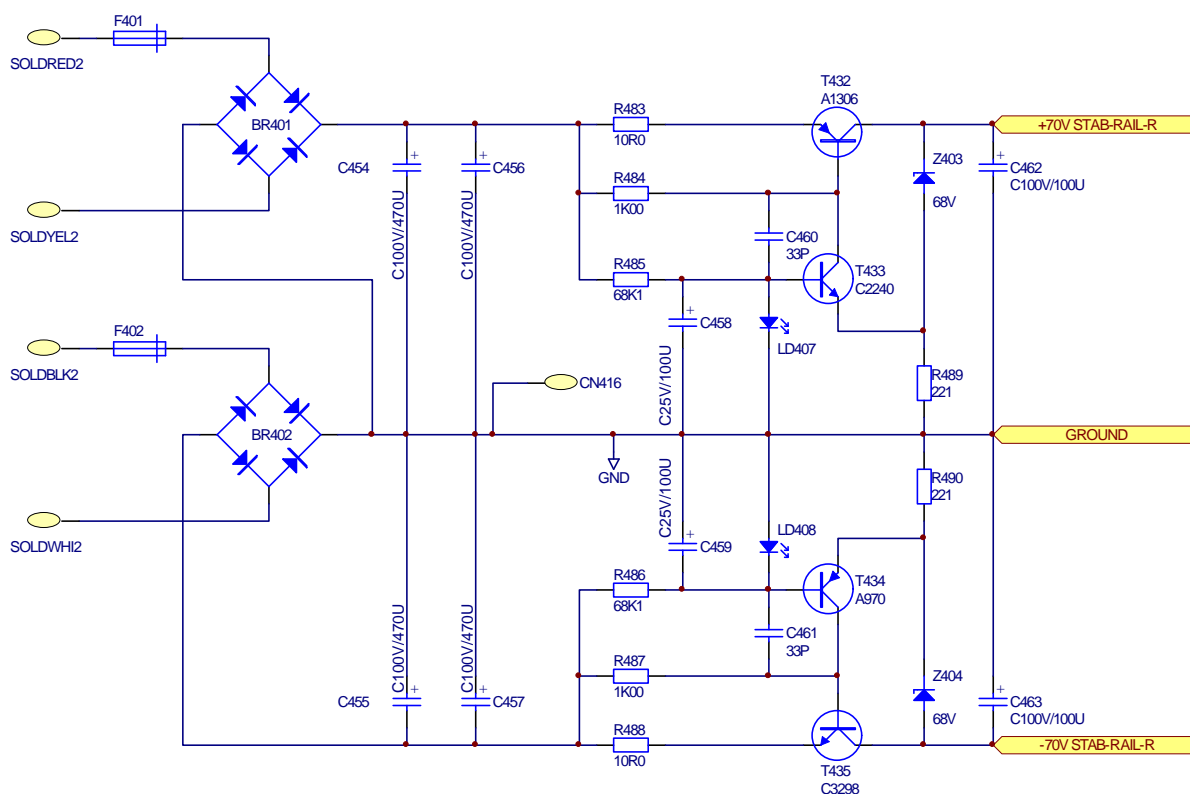 F401
SOLDRED2
BR401
SOLDYEL2
F402
SOLDBLK2
BR402
SOLDWHI2
C454
+
C100V/470U
C456
+
C100V/470U
CN416
GND
C455
+
C100V/470U
C457
+
C100V/470U
R483
10R0
R484
1K00
R485
68K1
T432
A1306
C460
33P
T433
C2240
C458
+
C25V/100U
LD407
Z403
68V
C462
+
C100V/100U
+70V STAB-RAIL-R
R489
221
GROUND
R490
221
C459
+
C25V/100U
LD408
R486
68K1
T434
A970
C461
33P
R487
1K00
R488
10R0
T435
C3298
Z404
68V
C463
+
C100V/100U
-70V STAB-RAIL-R